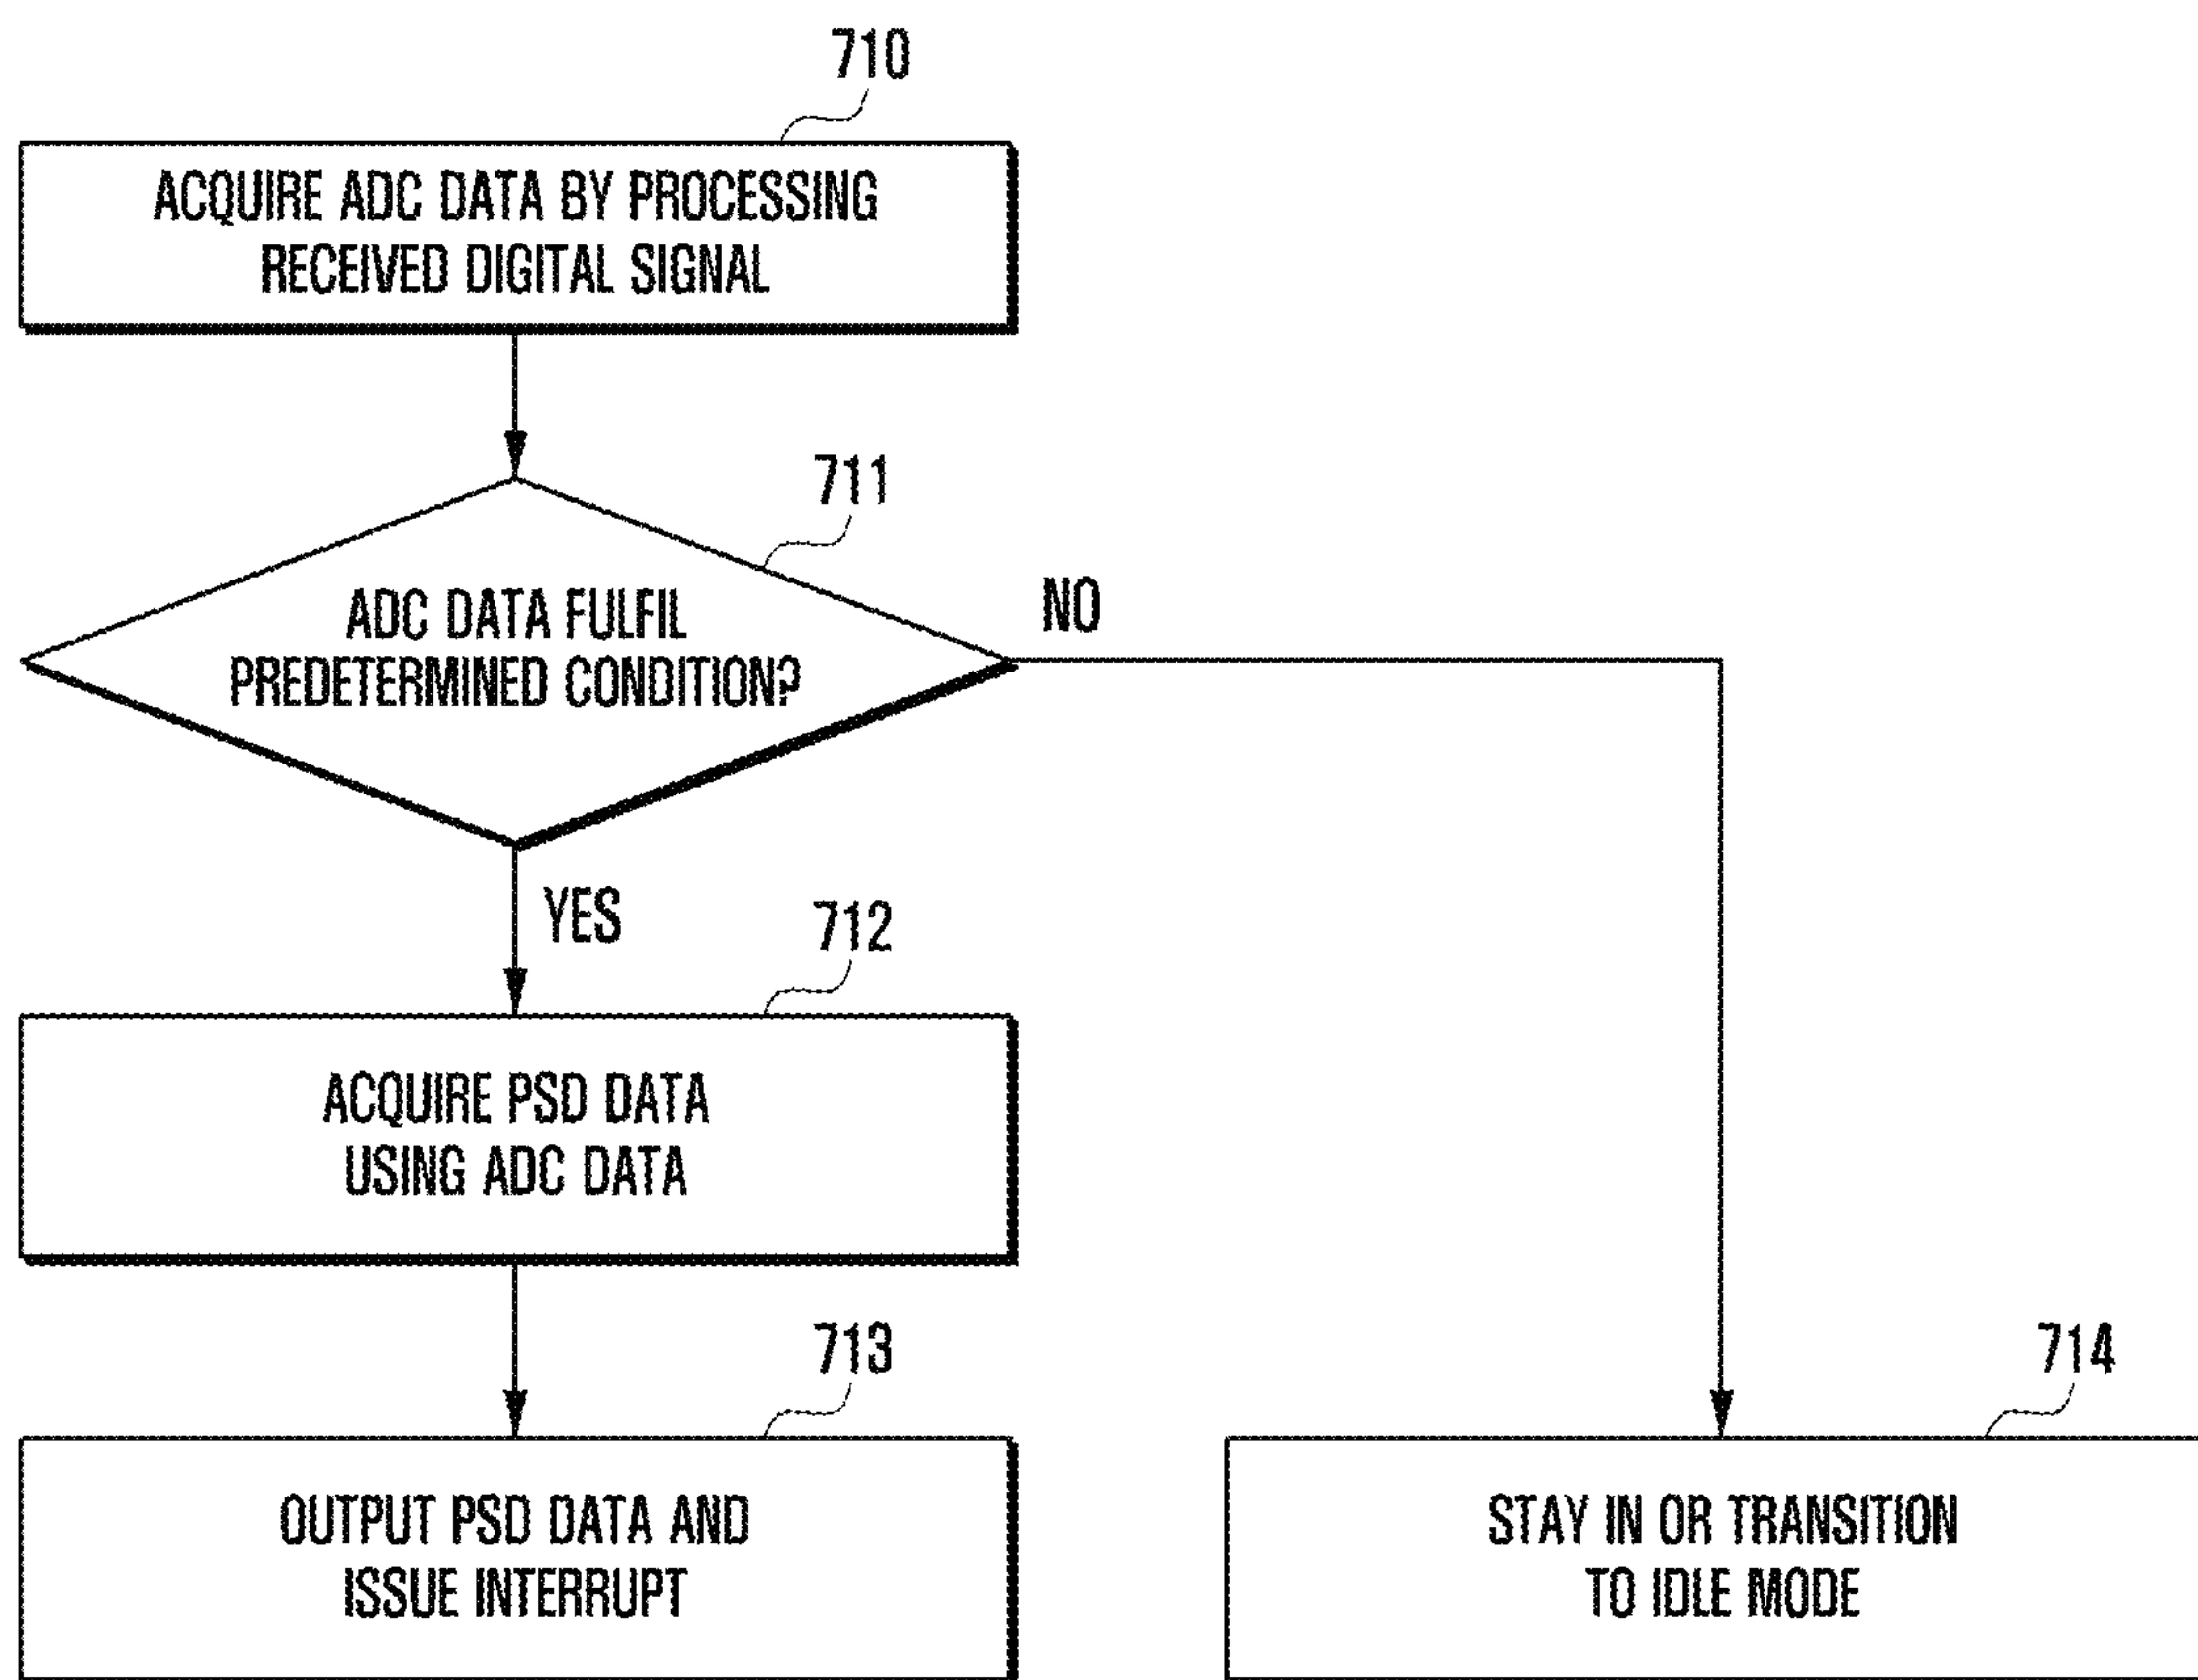 710
ACQUIRE ADC DATA BY PROCESSING
RECEIVED DIGITAL SIGNAL
711
ADC DATA FULFIL
PREDETERMINED CONDITION?
NO
YES
712
ACQUIRE PSD DATA
USING ADC DATA
713
OUTPUT PSD DATA AND
ISSUE INTERRUPT
714
STAY IN OR TRANSITION
TO IDLE MODE